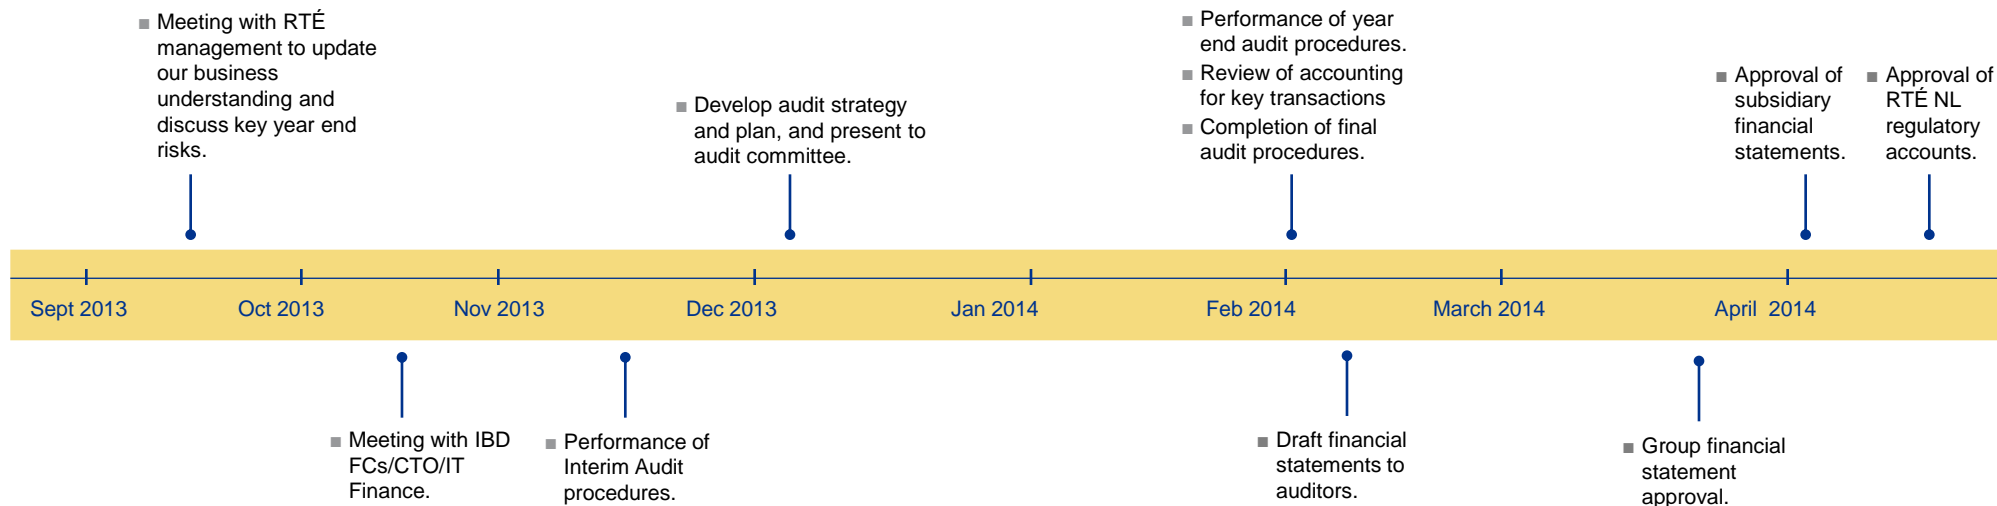 Meeting with RTÉ
management to update
our business
understanding and
discuss key year end
risks.
Develop audit strategy
and plan, and present to
audit committee.
Performance of year
end audit procedures.
Review of accounting
for key transactions
Completion of final
audit procedures.
Approval of
subsidiary
financial
statements.
Approval of
RTÉ NL
regulatory
accounts.
Sept 2013
Oct 2013
Nov 2013
Dec 2013
Jan 2014
Feb 2014
March 2014
April 2014
Meeting with IBD
FCs/CTO/IT
Finance.
Performance of
Interim Audit
procedures.
Draft financial
statements to
auditors.
Group financial
statement
approval.